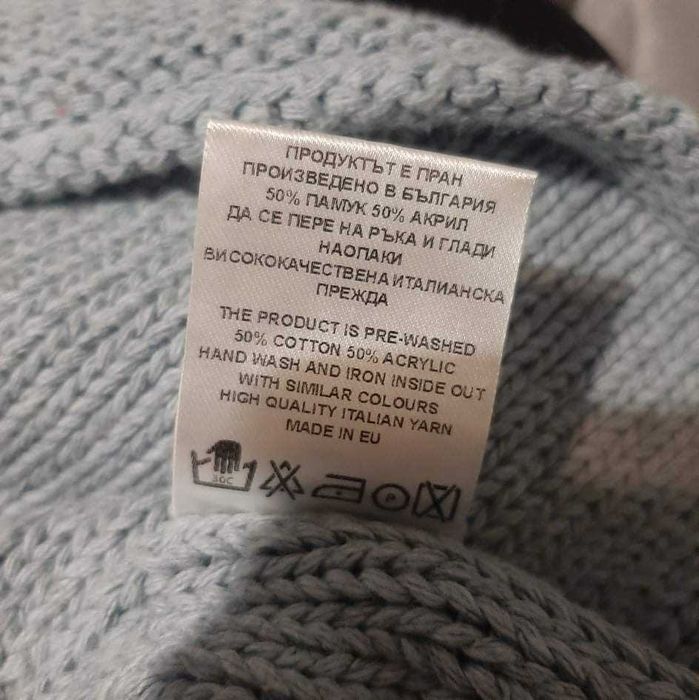 ПРОДУКТЪТ Е ПРАН
ПРОИЗВЕДЕНО В БЪЛГАРИЯ
50% ПАМУК 50% АКРИЛ
ДА СЕ ПЕРЕ НА РЪКА И ГЛАДИ
НАОПАКИ
ВИСОКОКАЧЕСТВЕНА ИТАЛИАНСКА
ПРЕЖДА
THE PRODUCT IS PRE-WASHED
50% COTTON 50% ACRYLIC
HAND WASH AND IRON INSIDE OUT
WITH SIMILAR COLOURS
HIGH QUALITY ITALIAN YARN
MADE IN EU
30C